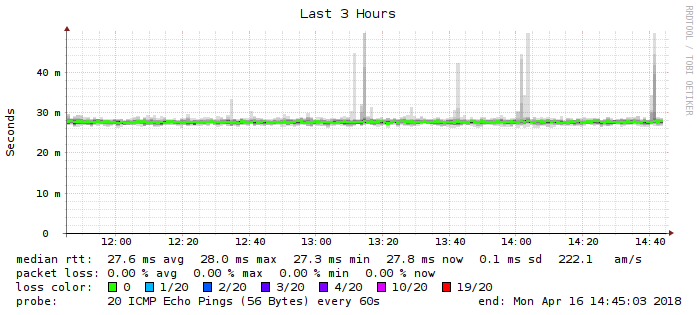 Last 3 Hours
RRDTOOL / TOBI OETIKER
Seconds
40 m
30 m
20 m
10 m
0
12:00 12:20 12:40 13:00 13:20 13:40 14:00 14:20 14:40
median rtt: 27.6 ms avg 28.0 ms max 27.3 ms min 27.8 ms now 0.1 ms sd 222.1 am/s
packet loss: 0.00 % avg 0.00 % max 0.00 % min 0.00 % now
loss color: 0 1/20 2/20 3/20 4/20 10/20 19/20
probe: 20 ICMP Echo Pings (56 Bytes) every 60s end: Mon Apr 16 14:45:03 2018